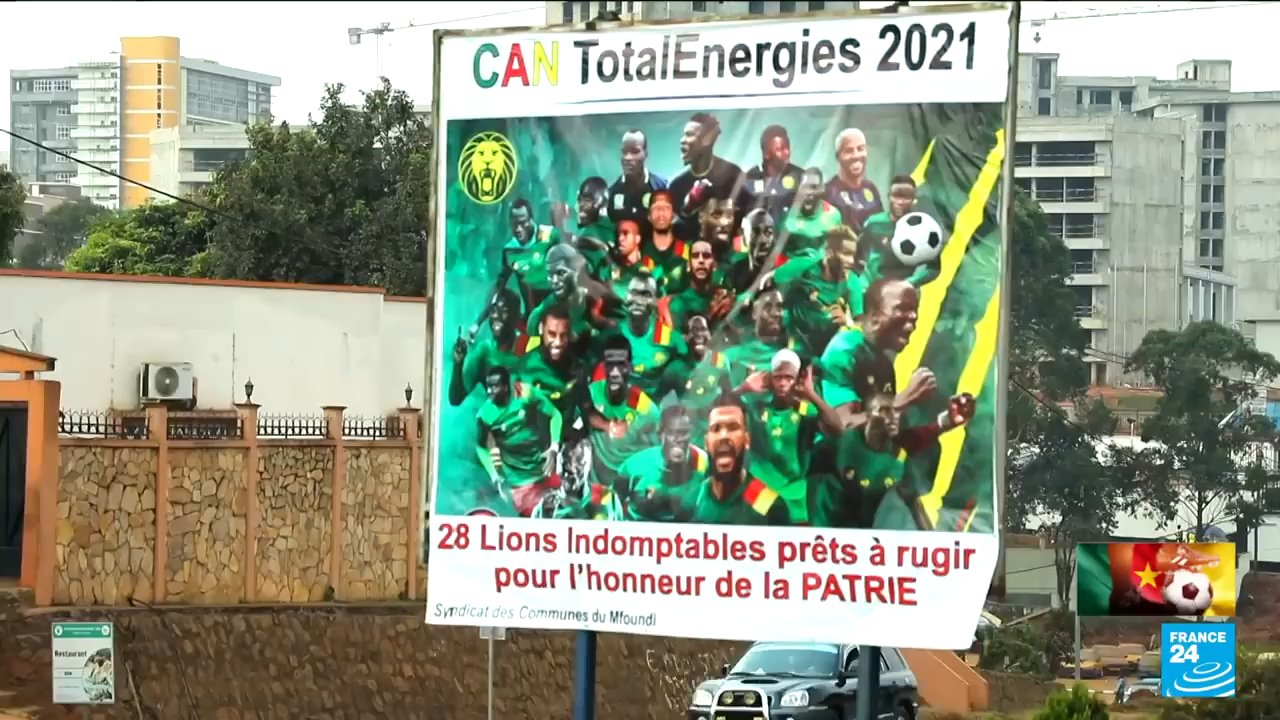 CAN TotalEnergies 2021
28 Lions Indomptables prêts à rugir
pour l'honneur de la PATRIE
Syndicat des Communes du Mfoundi
Restaurant
FRANCE
24